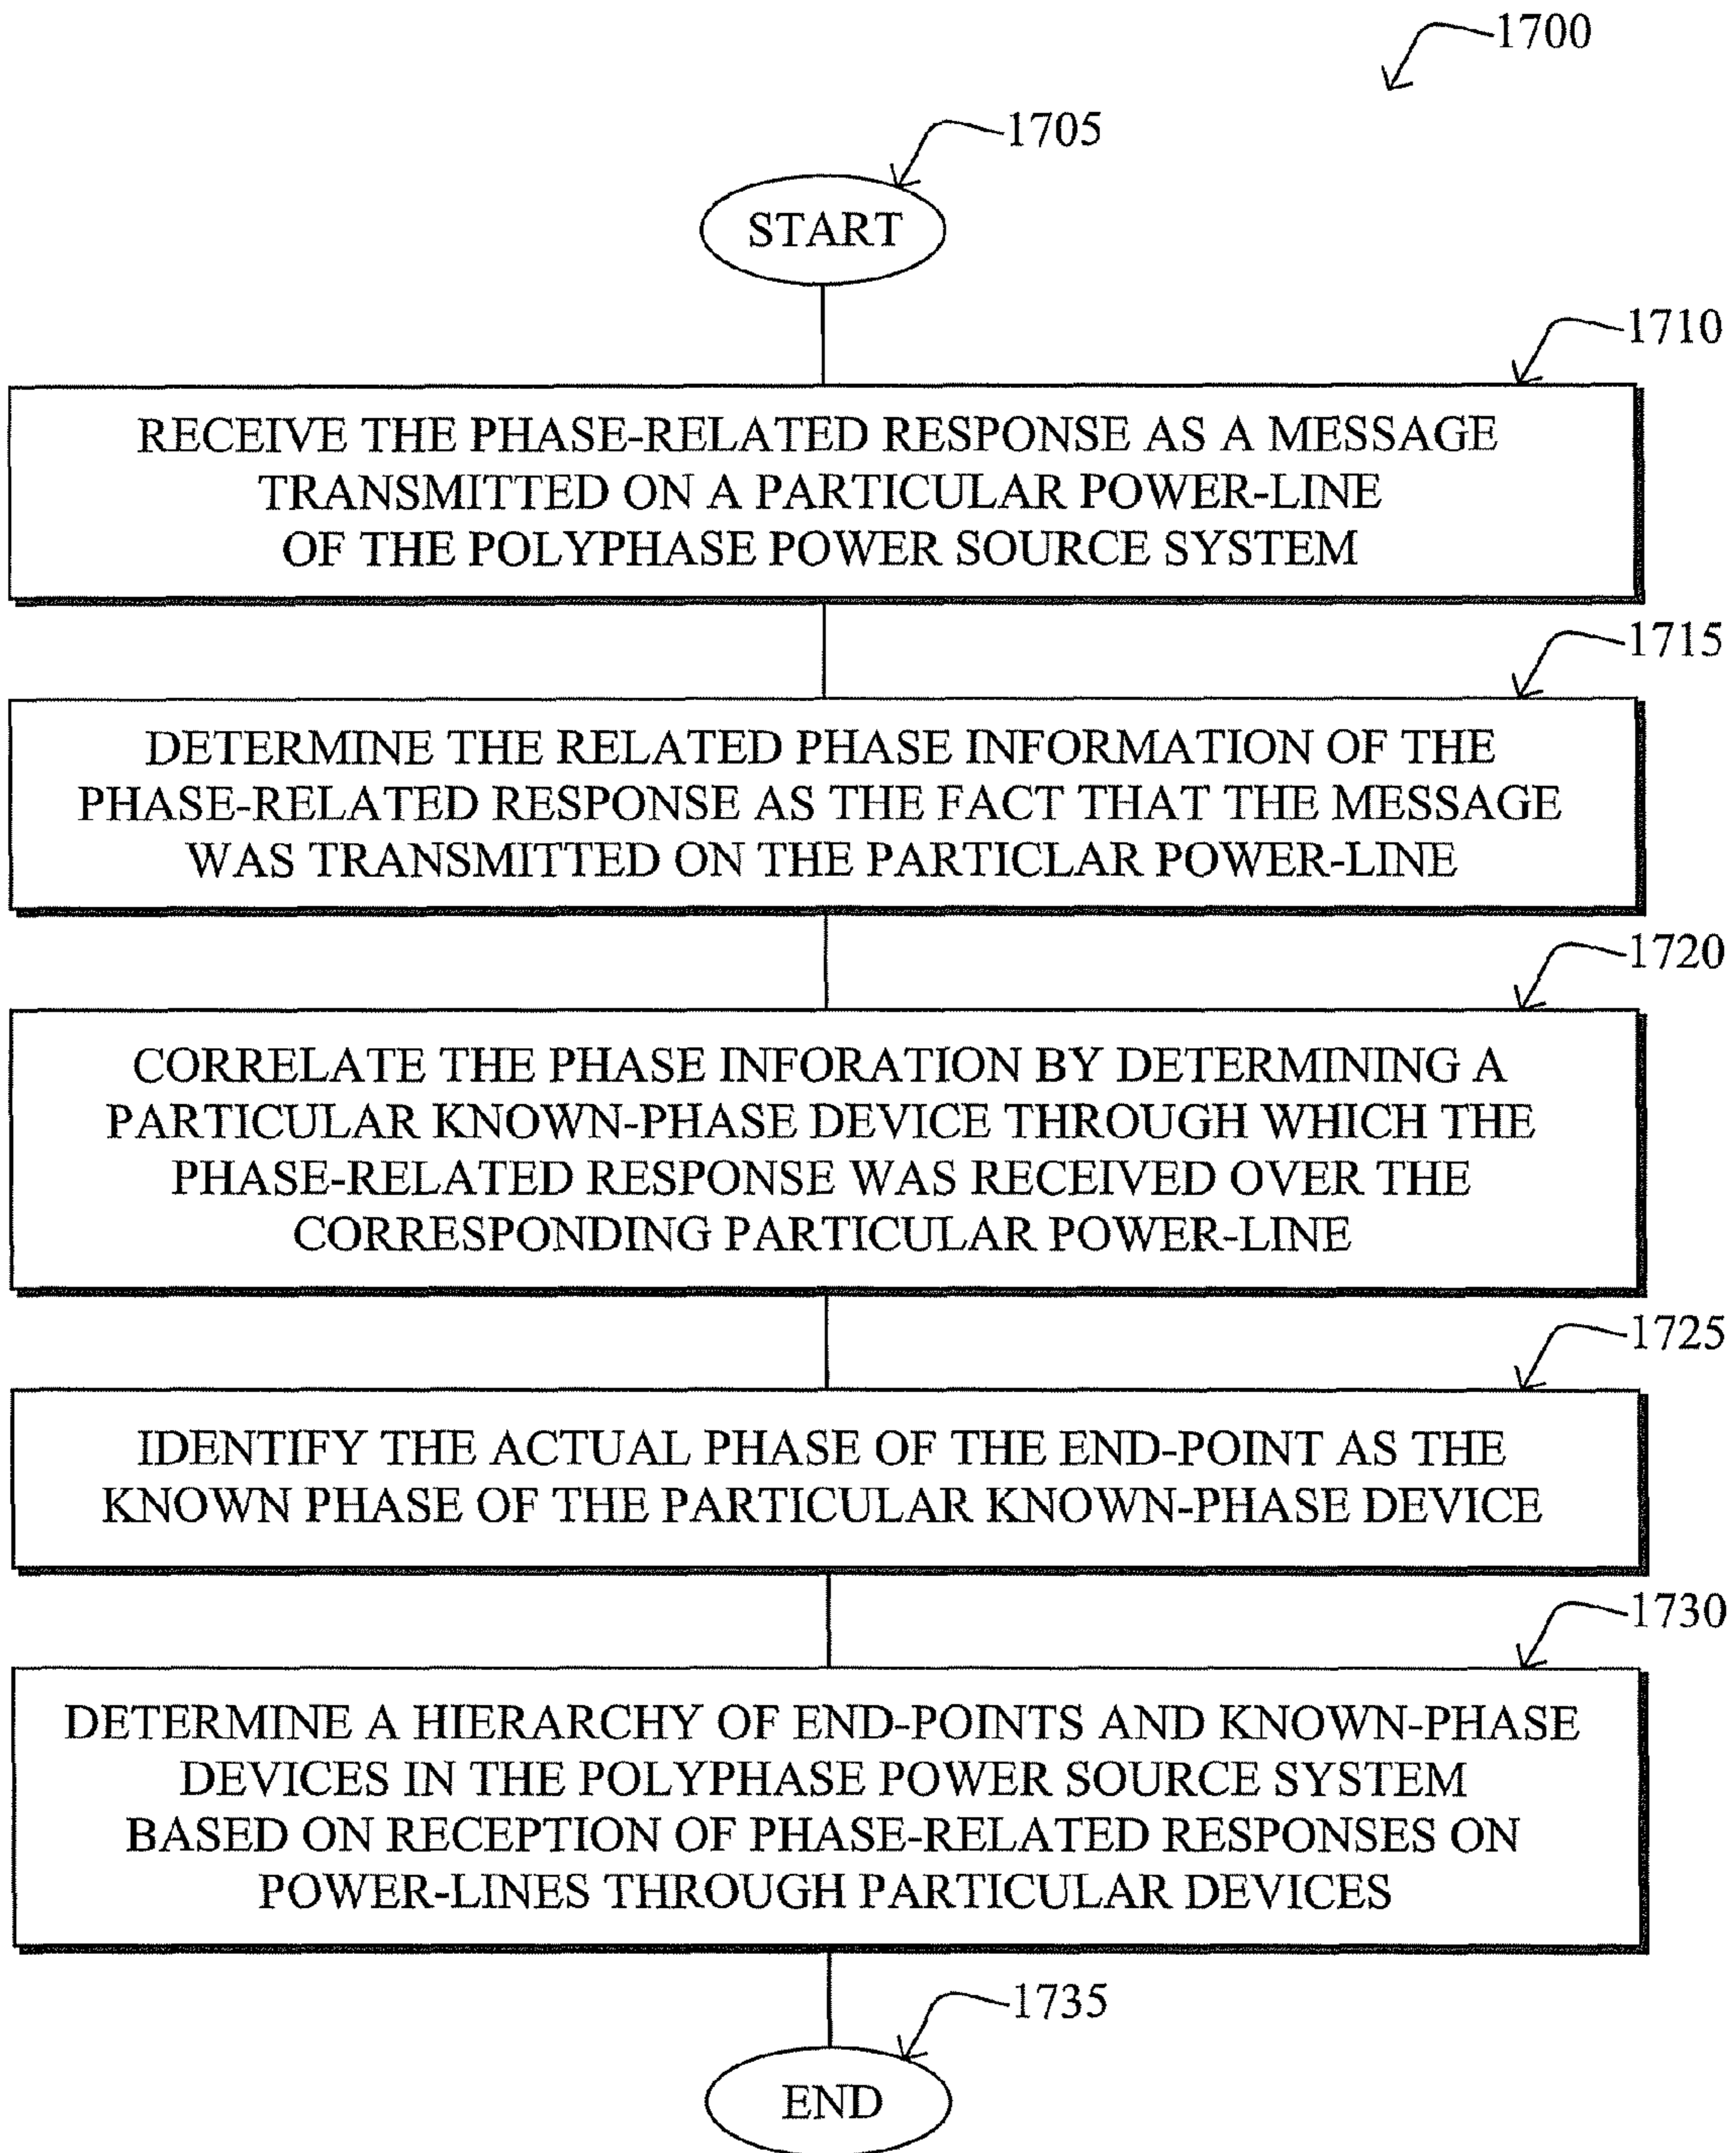 1700
1705
START
1710
RECEIVE THE PHASE-RELATED RESPONSE AS A MESSAGE
TRANSMITTED ON A PARTICULAR POWER-LINE
OF THE POLYPHASE POWER SOURCE SYSTEM
1715
DETERMINE THE RELATED PHASE INFORMATION OF THE
PHASE-RELATED RESPONSE AS THE FACT THAT THE MESSAGE
WAS TRANSMITTED ON THE PARTICLAR POWER-LINE
1720
CORRELATE THE PHASE INFORATION BY DETERMINING A
PARTICULAR KNOWN-PHASE DEVICE THROUGH WHICH THE
PHASE-RELATED RESPONSE WAS RECEIVED OVER THE
CORRESPONDING PARTICULAR POWER-LINE
1725
IDENTIFY THE ACTUAL PHASE OF THE END-POINT AS THE
KNOWN PHASE OF THE PARTICULAR KNOWN-PHASE DEVICE
1730
DETERMINE A HIERARCHY OF END-POINTS AND KNOWN-PHASE
DEVICES IN THE POLYPHASE POWER SOURCE SYSTEM
BASED ON RECEPTION OF PHASE-RELATED RESPONSES ON
POWER-LINES THROUGH PARTICULAR DEVICES
1735
END